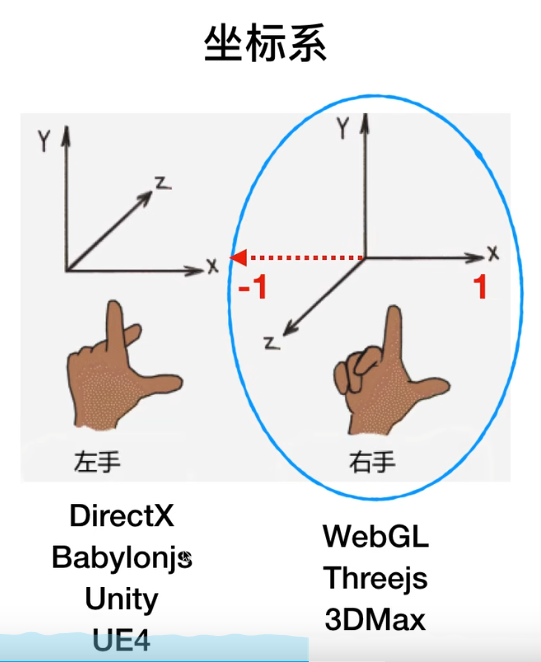 坐标系
Y
Z
X
左手
Y
X
-1
1
Z
右手
DirectX
Babylonjs
Unity
UE4
WebGL
Threejs
3DMax